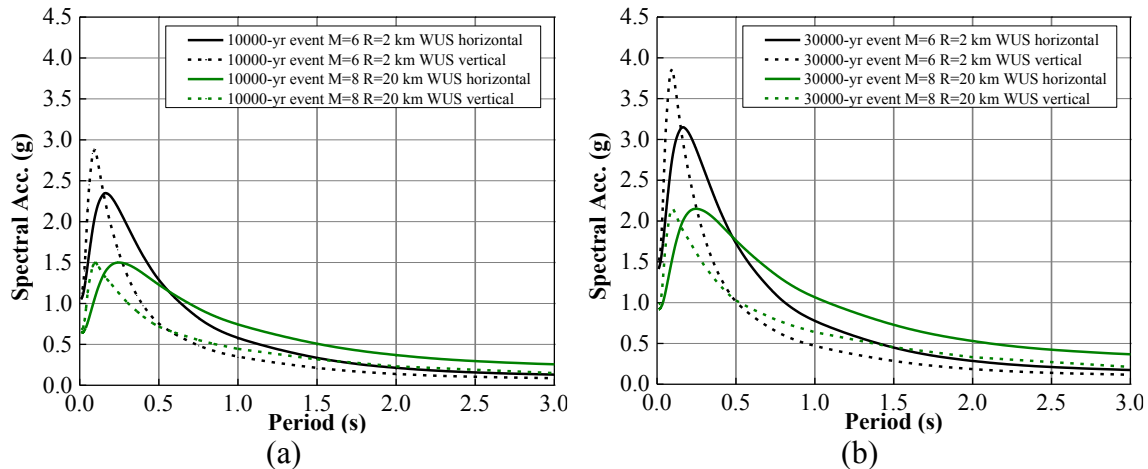 4.5
4.0
3.5
3.0
2.5
2.0
1.5
1.0
0.5
0.0
Spectral Acc. (g)
10000-yr event M=6 R=2 km WUS horizontal
10000-yr event M=6 R=2 km WUS vertical
10000-yr event M=8 R=20 km WUS horizontal
10000-yr event M=8 R=20 km WUS vertical
0.0 0.5 1.0 1.5 2.0 2.5 3.0
Period (s)
(a)
4.5
4.0
3.5
3.0
2.5
2.0
1.5
1.0
0.5
0.0
Spectral Acc. (g)
30000-yr event M=6 R=2 km WUS horizontal
30000-yr event M=6 R=2 km WUS vertical
30000-yr event M=8 R=20 km WUS horizontal
30000-yr event M=8 R=20 km WUS vertical
0.0 0.5 1.0 1.5 2.0 2.5 3.0
Period (s)
(b)